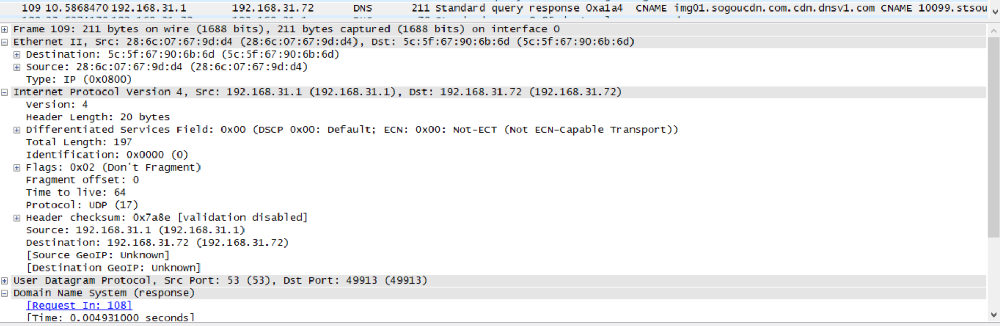 109 10.5868470 192.168.31.1 192.168.31.72 DNS 211 Standard query response 0xa1a4 CNAME img01.sogoucdn.com.cdn.dnsv1.com CNAME 10099.stsou
Frame 109: 211 bytes on wire (1688 bits), 211 bytes captured (1688 bits) on interface 0
Ethernet II, Src: 28:6c:07:67:9d:d4 (28:6c:07:67:9d:d4), Dst: 5c:5f:67:90:6b:6d (5c:5f:67:90:6b:6d)
Destination: 5c:5f:67:90:6b:6d (5c:5f:67:90:6b:6d)
Source: 28:6c:07:67:9d:d4 (28:6c:07:67:9d:d4)
Type: IP (0x0800)
Internet Protocol Version 4, Src: 192.168.31.1 (192.168.31.1), Dst: 192.168.31.72 (192.168.31.72)
Version: 4
Header Length: 20 bytes
Differentiated Services Field: 0x00 (DSCP 0x00: Default; ECN: 0x00: Not-ECT (Not ECN-Capable Transport))
Total Length: 197
Identification: 0x0000 (0)
Flags: 0x02 (Don't Fragment)
Fragment offset: 0
Time to live: 64
Protocol: UDP (17)
Header checksum: 0x7a8e [validation disabled]
Source: 192.168.31.1 (192.168.31.1)
Destination: 192.168.31.72 (192.168.31.72)
[Source GeoIP: Unknown]
[Destination GeoIP: Unknown]
User Datagram Protocol, Src Port: 53 (53), Dst Port: 49913 (49913)
Domain Name System (response)
[Request In: 108]
[Time: 0.004931000 seconds]